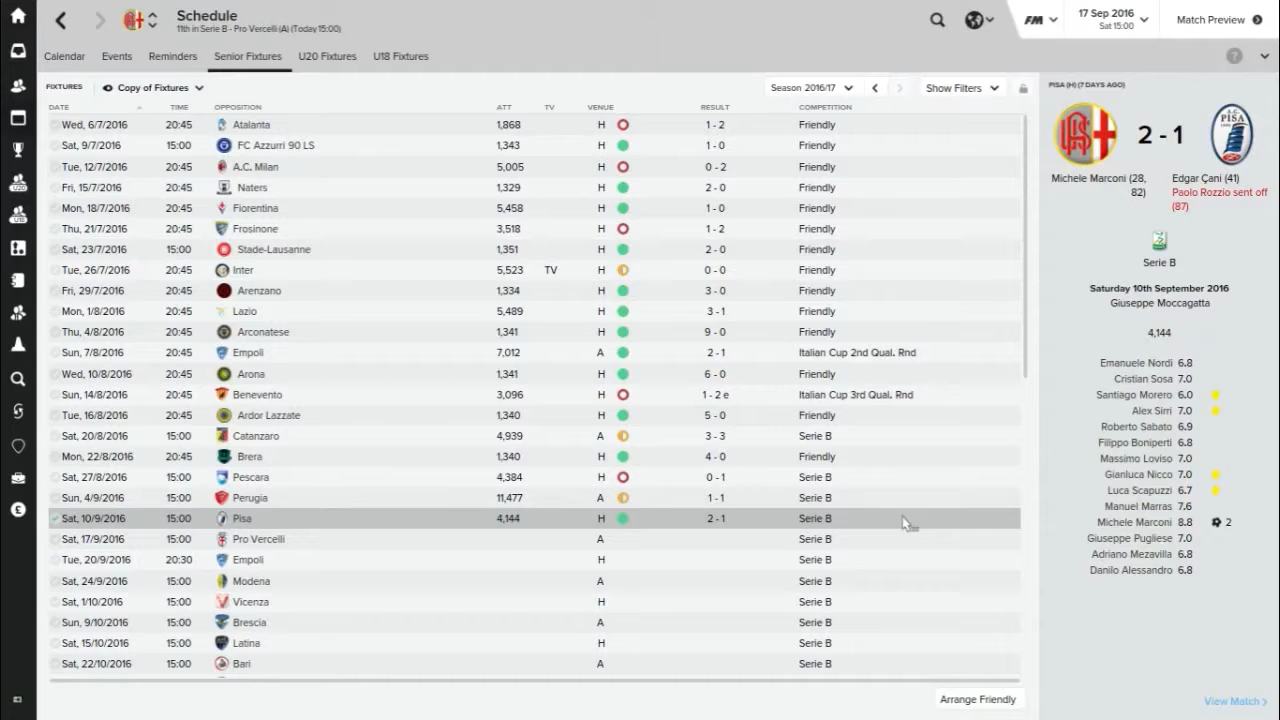 Schedule
11th in Serie B - Pro Vercelli (A) (Today 15:00)
FM
17 Sep 2016
Sat 15:00
Match Preview
Calendar Events Reminders Senior Fixtures U20 Fixtures U18 Fixtures
FIXTURES Copy of Fixtures Season 2016/17 Show Filters
DATE TIME OPPOSITION ATT TV VENUE RESULT COMPETITION
Wed, 6/7/2016 20:45 Atalanta 1,868 H 1 - 2 Friendly
Sat, 9/7/2016 15:00 FC Azzurri 90 LS 1,343 H 1 - 0 Friendly
Tue, 12/7/2016 20:45 A.C. Milan 5,005 H 0 - 2 Friendly
Fri, 15/7/2016 20:45 Naters 1,329 H 2 - 0 Friendly
Mon, 18/7/2016 20:45 Fiorentina 5,458 H 1 - 0 Friendly
Thu, 21/7/2016 20:45 Frosinone 3,518 H 1 - 2 Friendly
Sat, 23/7/2016 15:00 Stade-Lausanne 1,351 H 2 - 0 Friendly
Tue, 26/7/2016 20:45 Inter 5,523 TV H 0 - 0 Friendly
Fri, 29/7/2016 20:45 Arenzano 1,334 H 3 - 0 Friendly
Mon, 1/8/2016 20:45 Lazio 5,489 H 3 - 1 Friendly
Thu, 4/8/2016 20:45 Arconatese 1,341 H 9 - 0 Friendly
Sun, 7/8/2016 20:45 Empoli 7,012 A 2 - 1 Italian Cup 2nd Qual. Rnd
Wed, 10/8/2016 20:45 Arona 1,341 H 6 - 0 Friendly
Sun, 14/8/2016 20:45 Benevento 3,096 H 1 - 2 e Italian Cup 3rd Qual. Rnd
Tue, 16/8/2016 20:45 Ardor Lazzate 1,340 H 5 - 0 Friendly
Sat, 20/8/2016 15:00 Catanzaro 4,939 A 3 - 3 Serie B
Mon, 22/8/2016 20:45 Brera 1,340 H 4 - 0 Friendly
Sat, 27/8/2016 15:00 Pescara 4,384 H 0 - 1 Serie B
Sun, 4/9/2016 15:00 Perugia 11,477 A 1 - 1 Serie B
Sat, 10/9/2016 15:00 Pisa 4,144 H 2 - 1 Serie B
Sat, 17/9/2016 15:00 Pro Vercelli A Serie B
Tue, 20/9/2016 20:30 Empoli H Serie B
Sat, 24/9/2016 15:00 Modena A Serie B
Sat, 1/10/2016 15:00 Vicenza H Serie B
Sun, 9/10/2016 15:00 Brescia A Serie B
Sat, 15/10/2016 15:00 Latina H Serie B
Sat, 22/10/2016 15:00 Bari A Serie B
Arrange Friendly
PISA (H) (7 DAYS AGO)
2 - 1
Michele Marconi (28, 82)
Edgar Çani (41)
Paolo Rozzio sent off (87)
Serie B
Saturday 10th September 2016
Giuseppe Moccagatta
4,144
Emanuele Nordi 6.8
Cristian Sosa 7.0
Santiago Morero 6.0
Alex Sirri 7.0
Roberto Sabato 6.9
Filippo Boniperti 6.8
Massimo Loviso 7.0
Gianluca Nicco 7.0
Luca Scapuzzi 6.7
Manuel Marras 7.6
Michele Marconi 8.8 2
Giuseppe Pugliese 7.0
Adriano Mezavilla 6.8
Danilo Alessandro 6.8
View Match >